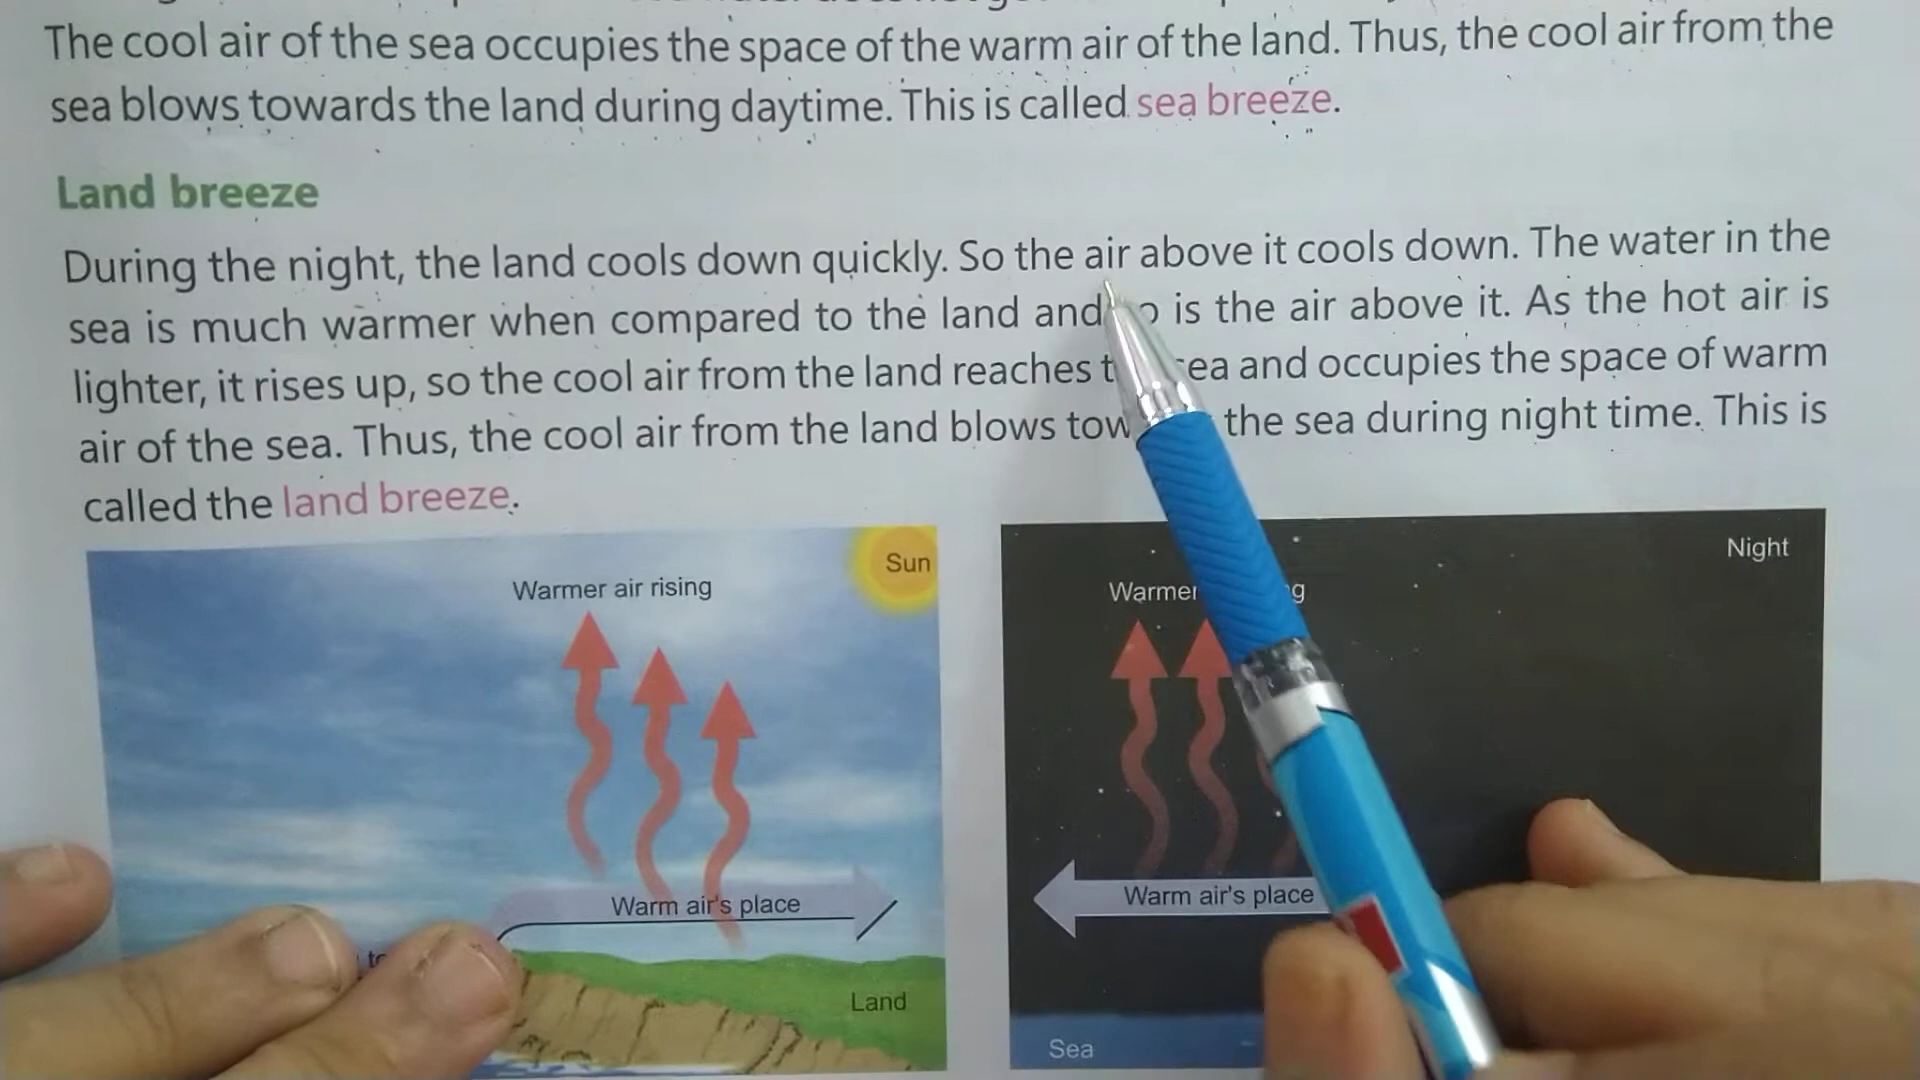 The cool air of the sea occupies the space of the warm air of the land. Thus, the cool air from the
sea blows towards the land during daytime. This is called sea breeze.
Land breeze
During the night, the land cools down quickly. So the air above it cools down. The water in the
sea is much warmer when compared to the land and is the air above it. As the hot air is
lighter, it rises up, so the cool air from the land reaches and occupies the space of warm
air of the sea. Thus, the cool air from the land blows the sea during night time. This is
called the land breeze.
Sun
Warmer air rising
Warm air's place
Land
Night
Warmer
Warm air's place
Sea